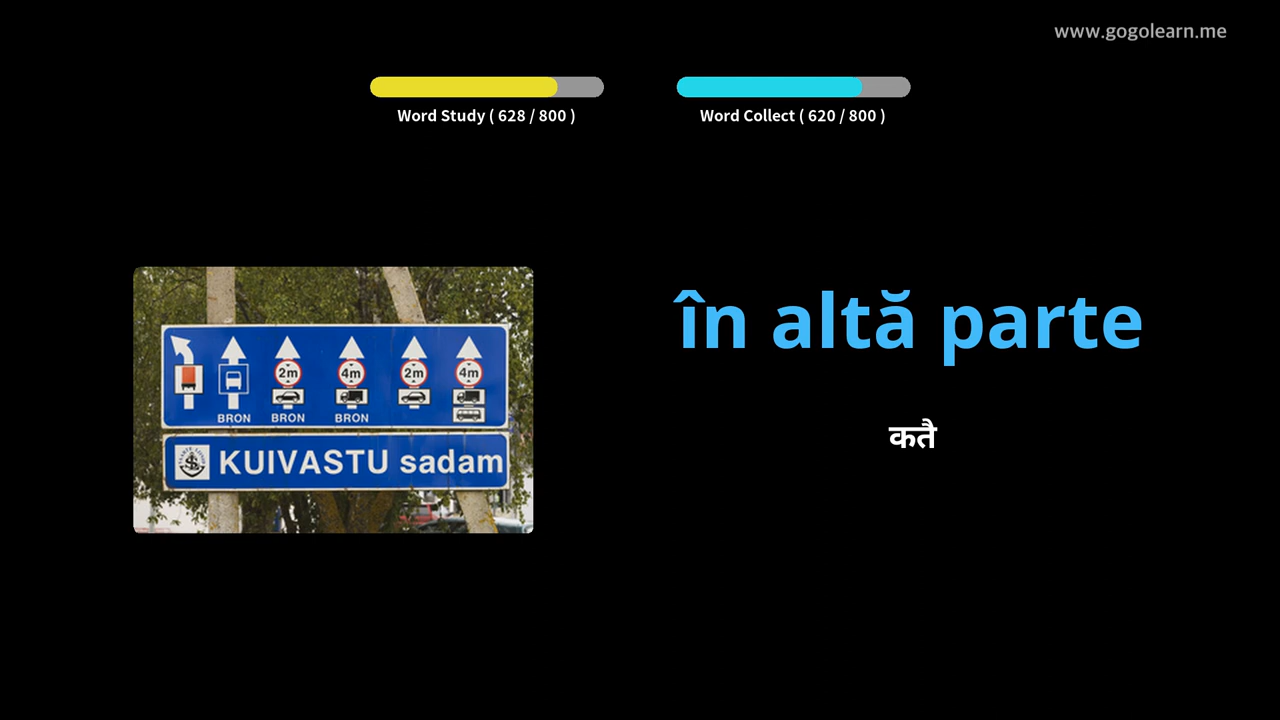 www.gogolearn.me
Word Study ( 628 / 800 )
Word Collect ( 620 / 800 )
în altă parte
कतै
2m 4m 2m 4m
BRON BRON BRON
KUIVASTU sadam